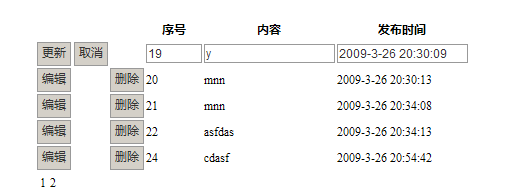 序号 内容 发布时间
更新 取消 19 y 2009-3-26 20:30:09
编辑 删除 20 mnn 2009-3-26 20:30:13
编辑 删除 21 mnn 2009-3-26 20:34:08
编辑 删除 22 asfdas 2009-3-26 20:34:13
编辑 删除 24 cdasf 2009-3-26 20:54:42
1 2